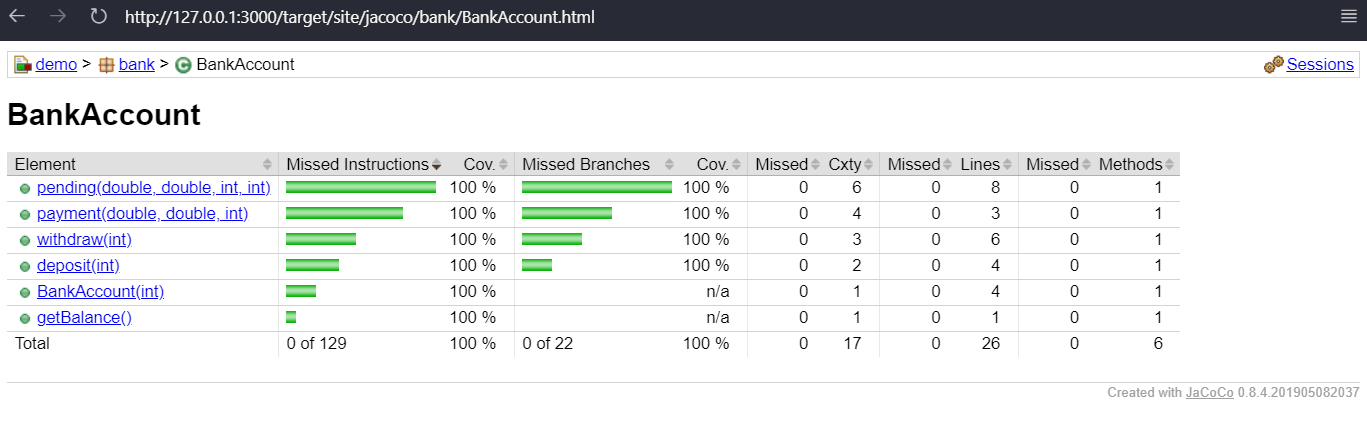 http://127.0.0.1:3000/target/site/jacoco/bank/BankAccount.html
demo > bank > BankAccount Sessions
BankAccount
Element Missed Instructions Cov. Missed Branches Cov. Missed Cxty Missed Lines Missed Methods
pending(double, double, int, int) 100 % 100 % 0 6 0 8 0 1
payment(double, double, int) 100 % 100 % 0 4 0 3 0 1
withdraw(int) 100 % 100 % 0 3 0 6 0 1
deposit(int) 100 % 100 % 0 2 0 4 0 1
BankAccount(int) 100 % n/a 0 1 0 4 0 1
getBalance() 100 % n/a 0 1 0 1 0 1
Total 0 of 129 100 % 0 of 22 100 % 0 17 0 26 0 6
Created with JaCoCo 0.8.4.201905082037